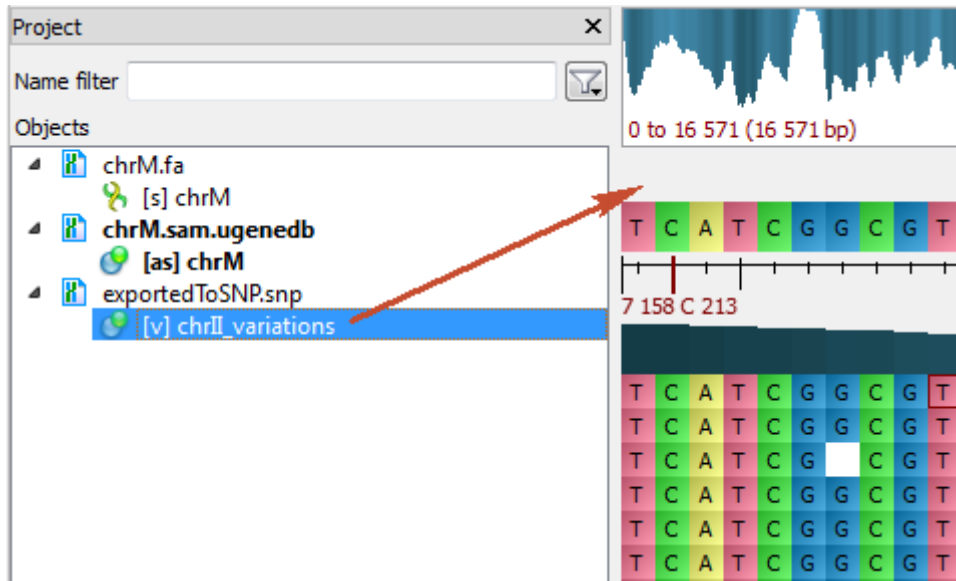 Project
Name filter
Objects
chrM.fa
[s] chrM
chrM.sam.ugenedb
[as] chrM
exportedToSNP.snp
[v] chrII_variations
0 to 16 571 (16 571 bp)
T C A T C G G C G T
7 158 C 213
T C A T C G G C G T
T C A T C G G C G T
T C A T C G C G T
T C A T C G G C G T
T C A T C G G C G T
T C A T C G G C G T